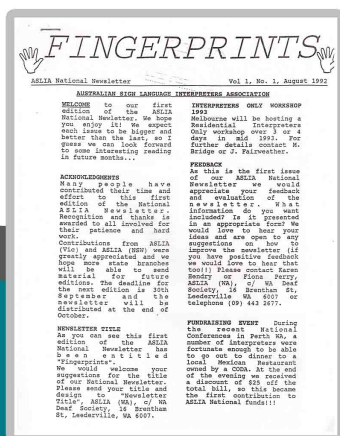 FINGERPRINTS
ASLIA National Newsletter Vol 1, No. 1, August 1992
AUSTRALIAN SIGN LANGUAGE INTERPRETERS ASSOCIATION
WELCOME to our first
edition of the ASLIA
National Newsletter. We hope
you enjoy it! We expect
each issue to be bigger and
better than the last, so I
guess we can look forward
to some interesting reading
in future months...
ACKNOWLEDGMENTS
Many people have
contributed their time and
effort to this first
edition of the National
ASLIA Newsletter.
Recognition and thanks is
awarded to all involved for
their patience and hard
work.
Contributions from ASLIA
(Vic) and ASLIA (NSW) were
greatly appreciated and we
hope more state branches
will be able to send
material for future
editions. The deadline for
the next edition is 30th
September and the
newsletter will be
distributed at the end of
October.
NEWSLETTER TITLE
As you can see this first
edition of the ASLIA
National Newsletter has
been entitled
"Fingerprints".
We would welcome your
suggestions for the title
of our National Newsletter.
Please send your title and
design to "Newsletter
Title", ASLIA (WA), c/ WA
Deaf Society, 16 Brentham
St, Leederville, WA 6007.
INTERPRETERS ONLY WORKSHOP
1993
Melbourne will be hosting a
Residential Interpreters
Only workshop over 3 or 4
days in mid 1993. For
further details contact M.
Bridge or J. Fairweather.
FEEDBACK
As this is the first issue
of our ASLIA National
Newsletter we would
appreciate your feedback
and evaluation of the
newsletter. What
information do you want
included? Is it presented
in an appropriate form? We
would love to hear your
ideas and are open to any
suggestions on how to
improve the newsletter (if
you have positive feedback
we would love to hear that
too!!) Please contact Karen
Bendry or Fiona Perry,
ASLIA (WA), c/ WA Deaf
Society, 16 Brentham St,
Leederville WA 6007 or
telephone (09) 443 2677.
FUNDRAISING EVENT During
the recent National
Conferences in Perth WA, a
number of interpreters were
fortunate enough to be able
to go out to dinner to a
local Mexican Restaurant
owned by a CODA. At the end
of the evening we received
a discount of $25 off the
total bill, so this became
the first contribution to
ASLIA National funds!!!